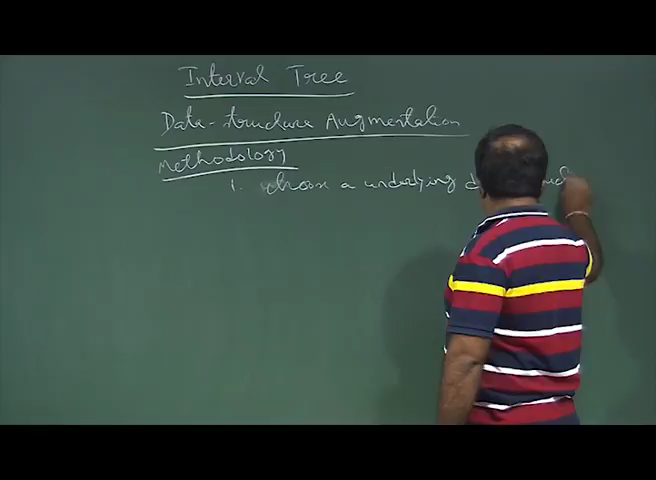 Interval Tree
Data-structure Augmentation
Methodology
1. choose a underlying